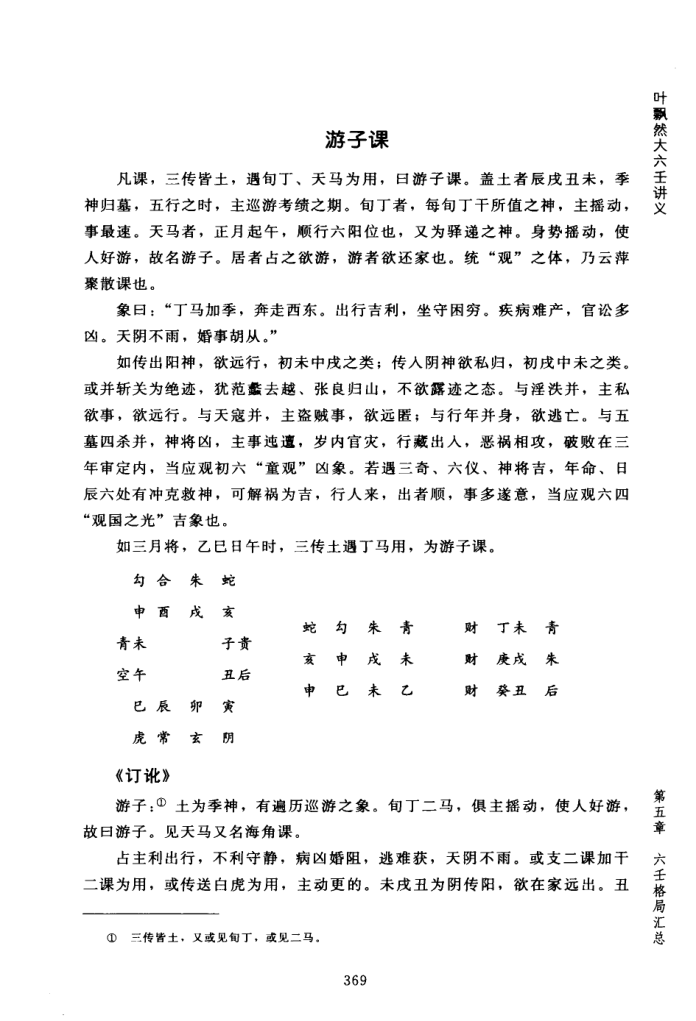 叶飘然大六壬讲义
游子课
凡课，三传皆土，遇旬丁、天马为用，曰游子课。盖土者辰戌丑未，季
神归墓，五行之时，主巡游考绩之期。旬丁者，每旬丁干所值之神，主摇动，
事最速。天马者，正月起午，顺行六阳位也，又为驿递之神。身势摇动，使
人好游，故名游子。居者占之欲游，游者欲还家也。统“观”之体，乃云萍
聚散课也。
象曰：“丁马加季，奔走西东。出行吉利，坐守困穷。疾病难产，官讼多
凶。天阴不雨，婚事胡从。”
如传出阳神，欲远行，初未中戌之类；传人阴神欲私归，初戌中未之类。
或并斩关为绝迹，犹范蠡去越、张良归山，不欲露迹之态。与淫泆并，主私
欲事，欲远行。与天寇并，主盗贼事，欲远匿；与行年并身，欲逃亡。与五
墓四杀并，神将凶，主事迍邅，岁内官灾，行藏出人，恶祸相攻，破败在三
年审定内，当应观初六“童观”凶象。若遇三奇、六仪、神将吉，年命、日
辰六处有冲克救神，可解祸为吉，行人来，出者顺，事多遂意，当应观六四
“观国之光”吉象也。
如三月将，乙巳日午时，三传土遇丁马用，为游子课。
勾 合 朱 蛇
申 酉 戌 亥
青未 子贵
空午 丑后
巳 辰 卯 寅
虎 常 玄 阴
蛇 勾 朱 青
亥 申 戌 未
申 巳 未 乙
财 丁未 青
财 庚戌 朱
财 癸丑 后
《订讹》
游子：① 土为季神，有遍历巡游之象。旬丁二马，俱主摇动，使人好游，
故曰游子。见天马又名海角课。
占主利出行，不利守静，病凶婚阻，逃难获，天阴不雨。或支二课加干
二课为用，或传送白虎为用，主动更的。未戌丑为阴传阳，欲在家远出。丑
① 三传皆土，又或见旬丁，或见二马。
第五章 六壬格局汇总
369